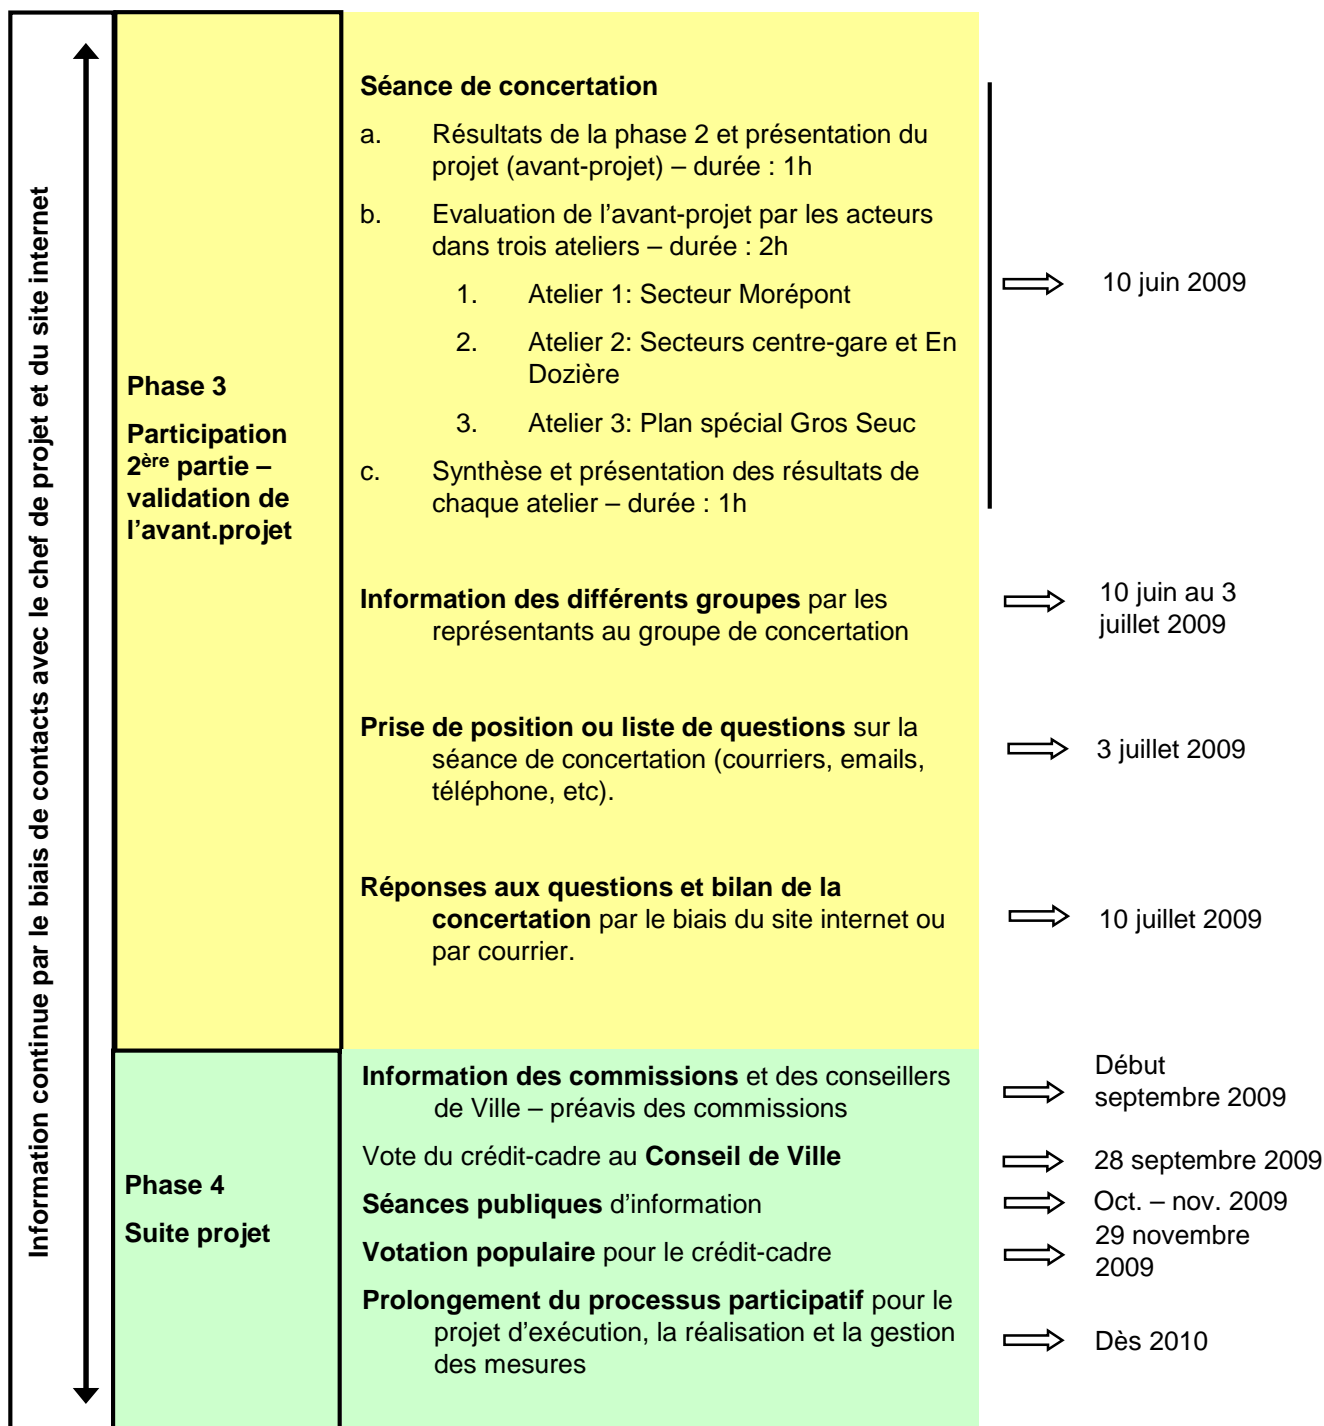 Information continue par le biais de contacts avec le chef de projet et du site internet
Phase 3
Participation
2ère partie –
validation de
l’avant.projet
Séance de concertation
a. Résultats de la phase 2 et présentation du
projet (avant-projet) – durée : 1h
b. Evaluation de l’avant-projet par les acteurs
dans trois ateliers – durée : 2h
1. Atelier 1: Secteur Morépont
2. Atelier 2: Secteurs centre-gare et En
Dozière
3. Atelier 3: Plan spécial Gros Seuc
c. Synthèse et présentation des résultats de
chaque atelier – durée : 1h
10 juin 2009
Information des différents groupes par les
représentants au groupe de concertation
10 juin au 3
juillet 2009
Prise de position ou liste de questions sur la
séance de concertation (courriers, emails,
téléphone, etc).
3 juillet 2009
Réponses aux questions et bilan de la
concertation par le biais du site internet ou
par courrier.
10 juillet 2009
Phase 4
Suite projet
Information des commissions et des conseillers
de Ville – préavis des commissions
Début
septembre 2009
Vote du crédit-cadre au Conseil de Ville
28 septembre 2009
Séances publiques d’information
Oct. – nov. 2009
Votation populaire pour le crédit-cadre
29 novembre
2009
Prolongement du processus participatif pour le
projet d’exécution, la réalisation et la gestion
des mesures
Dès 2010